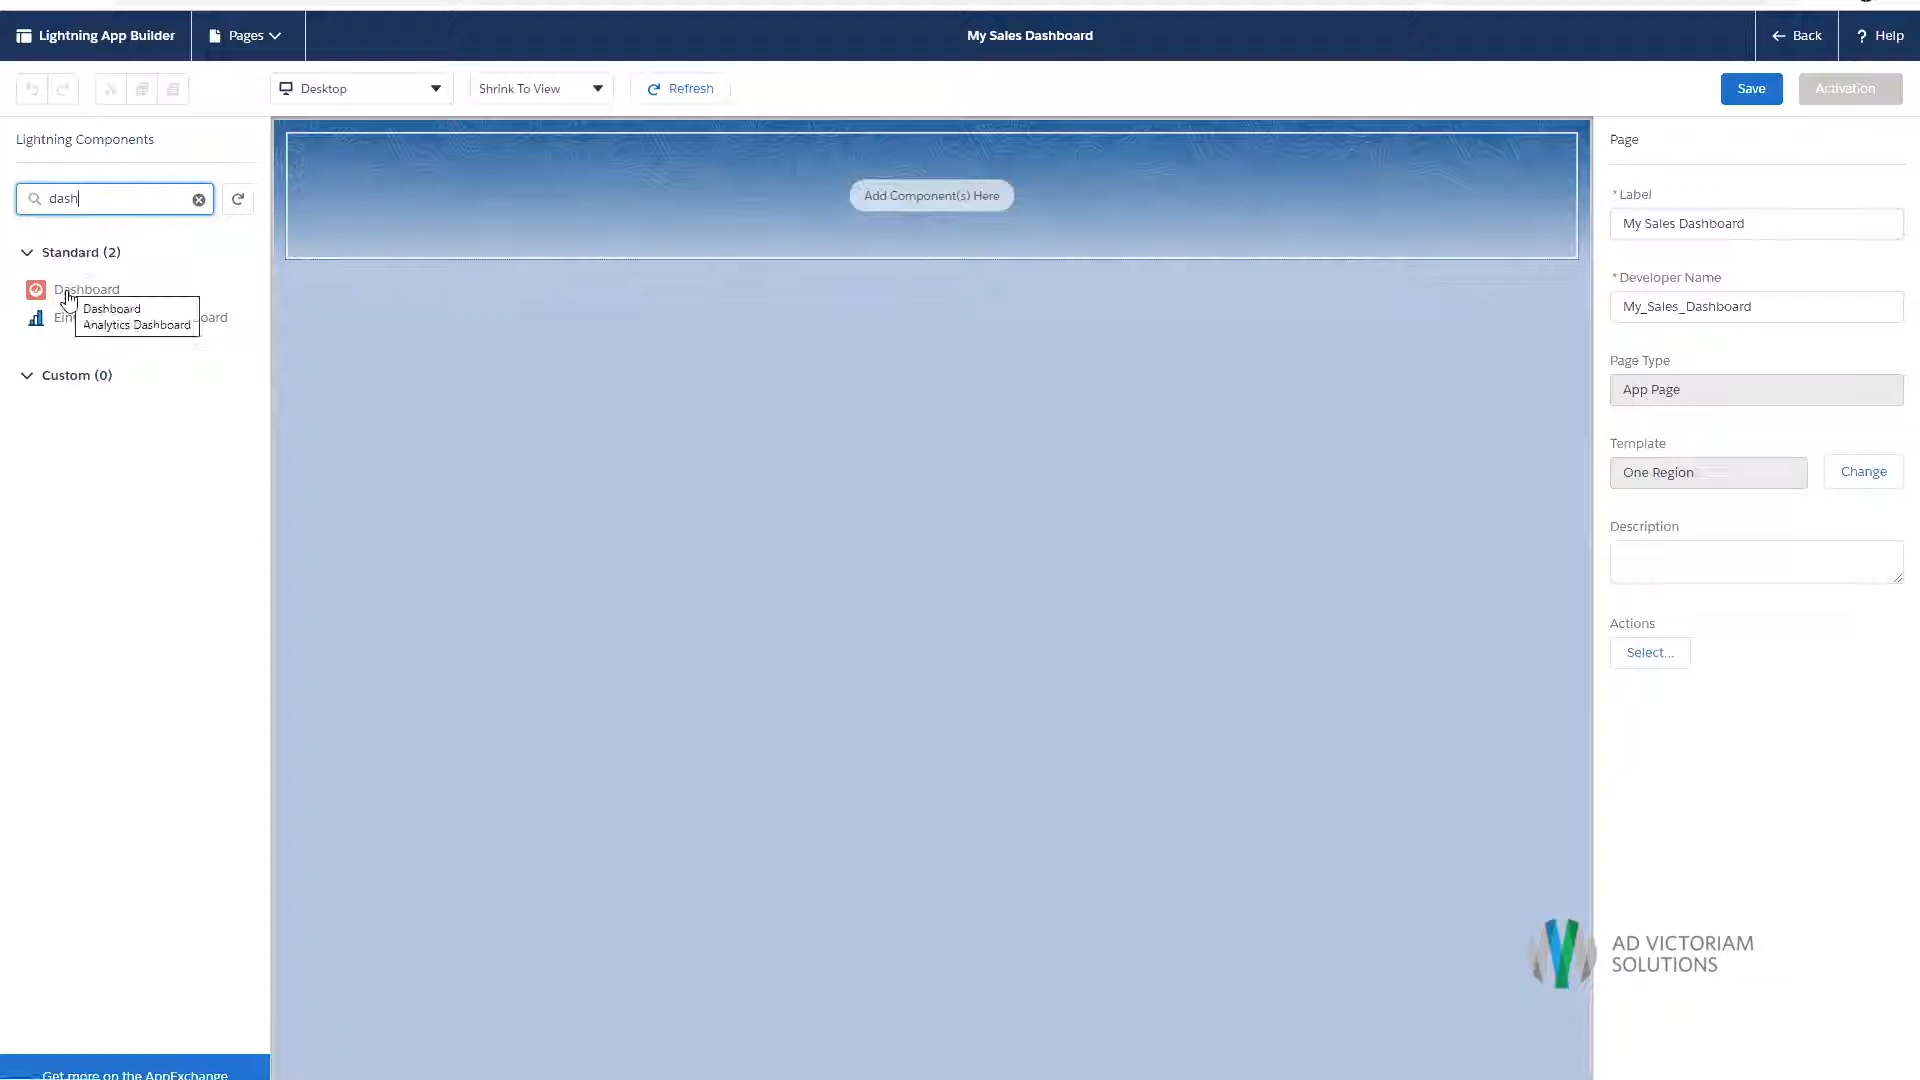 Lightning App Builder
Pages
My Sales Dashboard
Back
? Help
Desktop
Shrink To View
Refresh
Save
Activation
Lightning Components
dash
Standard (2)
Dashboard
Dashboard
Analytics Dashboard
Custom (0)
Add Component(s) Here
Page
* Label
My Sales Dashboard
* Developer Name
My_Sales_Dashboard
Page Type
App Page
Template
One Region
Change
Description
Actions
Select...
AD VICTORIAM
SOLUTIONS
Get more on the AppExchange